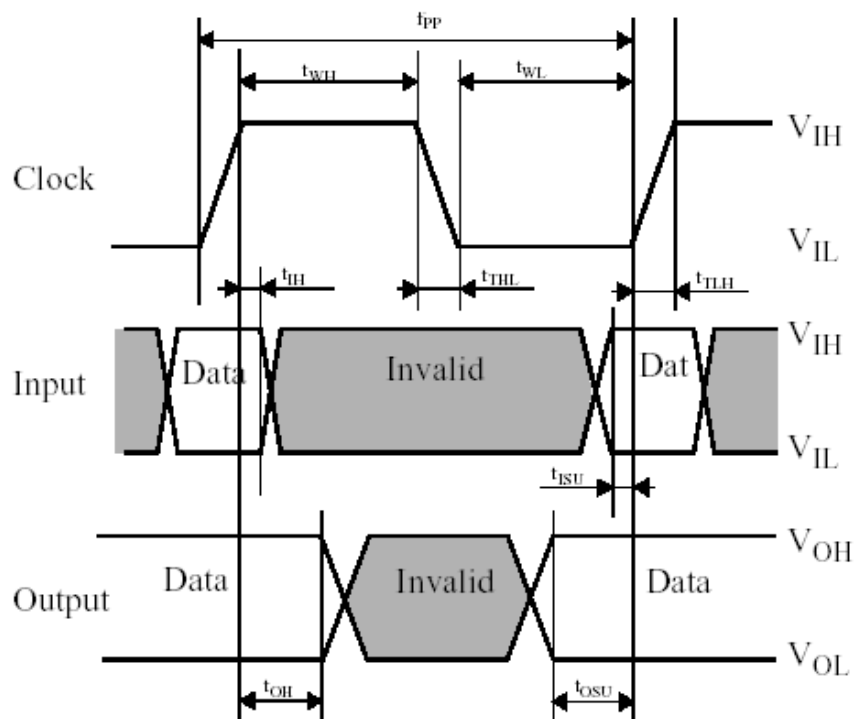 fPP
tWH
tWL
VIH
Clock
VIL
tIH
tTHL
tTLH
VIH
Data
Invalid
Dat
Input
VIL
tISU
VOH
Data
Invalid
Data
Output
VOL
tOH
tOSU